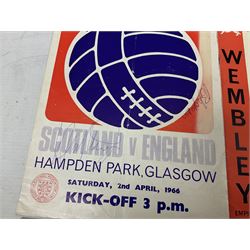 SCOTLAND v ENGLAND
HAMPDEN PARK, GLASGOW
SATURDAY, 2nd APRIL, 1966
KICK-OFF 3 p.m.
WEMBLEY